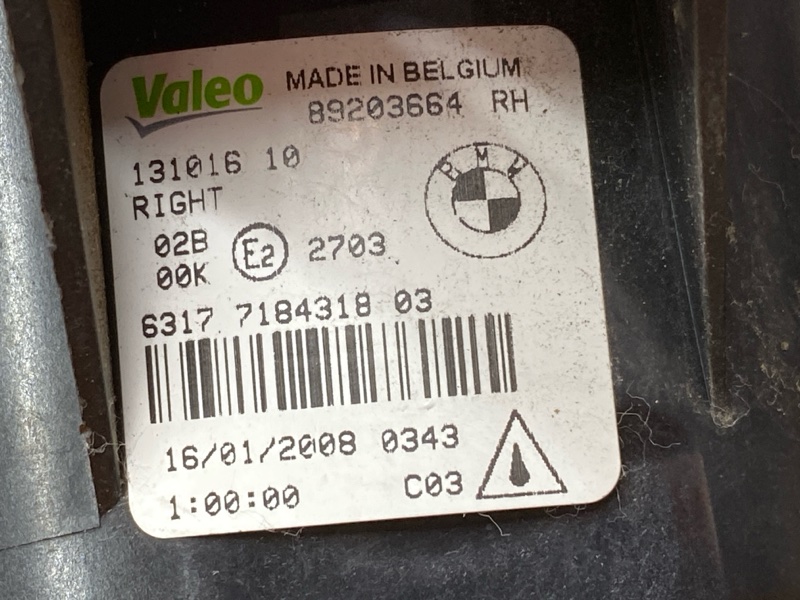 Valeo MADE IN BELGIUM
89203664 RH
131016 10
RIGHT
BMW
02B
00K
E2 2703
6317 7184318 03
16/01/2008 0343
1:00:00 C03